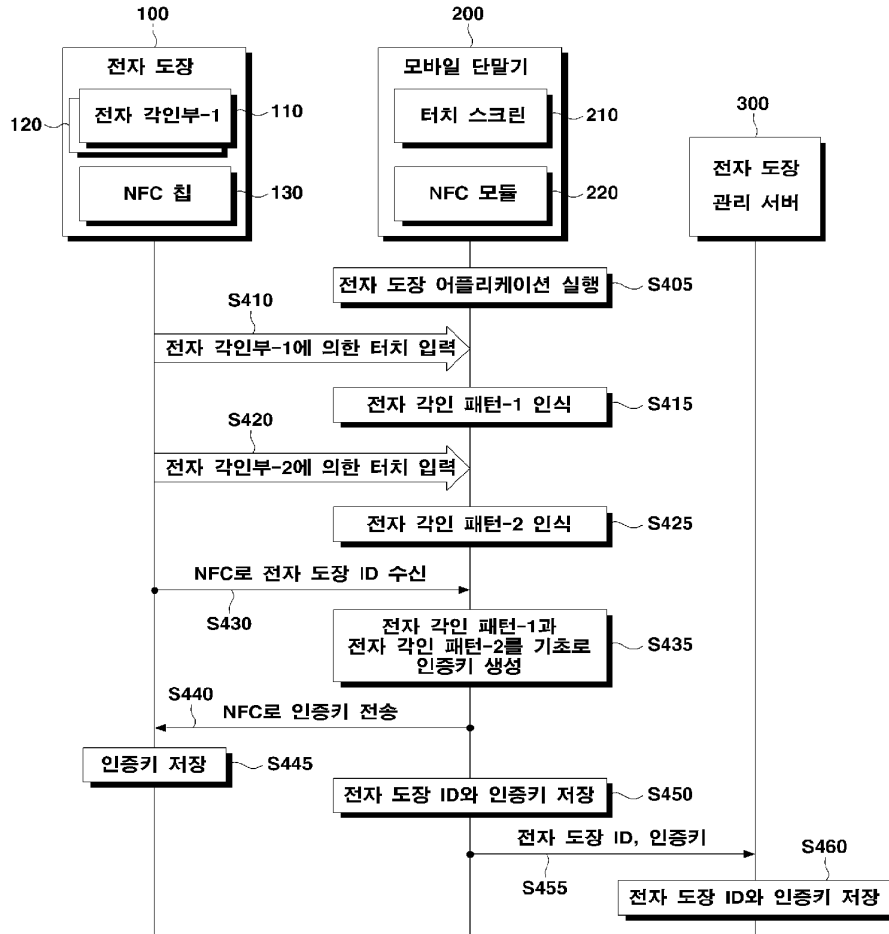 100
전자 도장
전자 각인부-1
110
120
NFC 칩
130
200
모바일 단말기
터치 스크린
210
NFC 모듈
220
300
전자 도장
관리 서버
전자 도장 어플리케이션 실행
S405
S410
전자 각인부-1에 의한 터치 입력
전자 각인 패턴-1 인식
S415
S420
전자 각인부-2에 의한 터치 입력
전자 각인 패턴-2 인식
S425
NFC로 전자 도장 ID 수신
S430
전자 각인 패턴-1과
전자 각인 패턴-2를 기초로
인증키 생성
S435
S440
NFC로 인증키 전송
인증키 저장
S445
전자 도장 ID와 인증키 저장
S450
전자 도장 ID, 인증키
S455
S460
전자 도장 ID와 인증키 저장